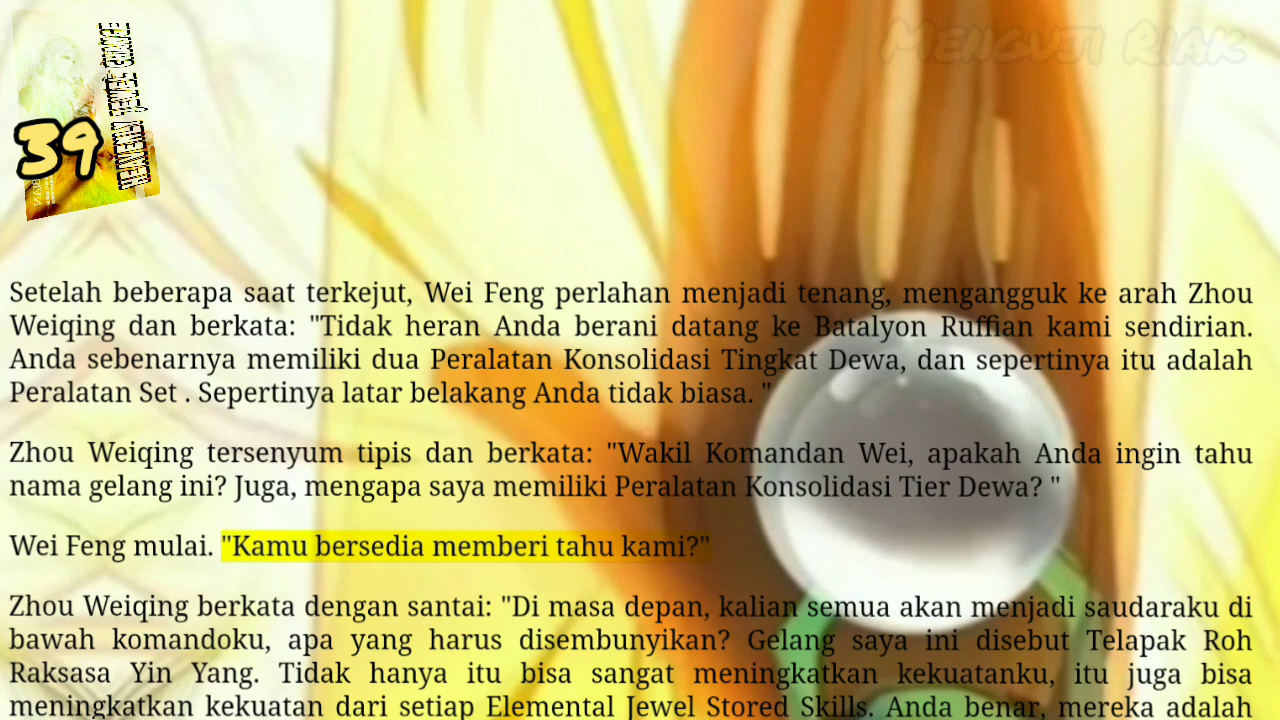 Menguji Riak
39
HEAVENLY JEWEL CHANGE
Setelah beberapa saat terkejut, Wei Feng perlahan menjadi tenang, mengangguk ke arah Zhou
Weiqing dan berkata: "Tidak heran Anda berani datang ke Batalyon Ruffian kami sendirian.
Anda sebenarnya memiliki dua Peralatan Konsolidasi Tingkat Dewa, dan sepertinya itu adalah
Peralatan Set . Sepertinya latar belakang Anda tidak biasa. "
Zhou Weiqing tersenyum tipis dan berkata: "Wakil Komandan Wei, apakah Anda ingin tahu
nama gelang ini? Juga, mengapa saya memiliki Peralatan Konsolidasi Tier Dewa? "
Wei Feng mulai. "Kamu bersedia memberi tahu kami?"
Zhou Weiqing berkata dengan santai: "Di masa depan, kalian semua akan menjadi saudaraku di
bawah komandoku, apa yang harus disembunyikan? Gelang saya ini disebut Telapak Roh
Raksasa Yin Yang. Tidak hanya itu bisa sangat meningkatkan kekuatanku, itu juga bisa
meningkatkan kekuatan dari setiap Elemental Jewel Stored Skills. Anda benar, mereka adalah